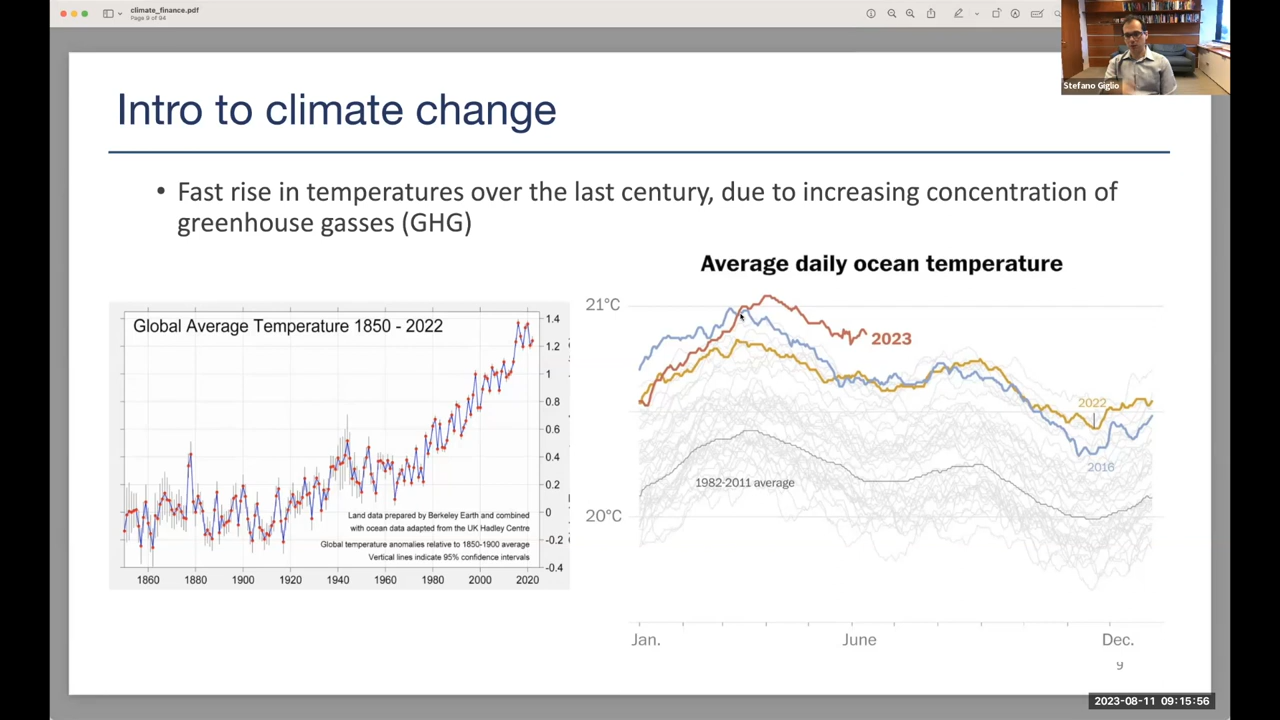 climate_finance.pdf
Page 9 of 94
Stefano Giglio
Intro to climate change
• Fast rise in temperatures over the last century, due to increasing concentration of
greenhouse gasses (GHG)
Global Average Temperature 1850 - 2022
1.4
1.2
1
0.8
0.6
0.4
0.2
0
-0.2
-0.4
Land data prepared by Berkeley Earth and combined
with ocean data adapted from the UK Hadley Centre
Global temperature anomalies relative to 1850-1900 average
Vertical lines indicate 95% confidence intervals
1860 1880 1900 1920 1940 1960 1980 2000 2020
Average daily ocean temperature
21°C
2023
2022
2016
1982-2011 average
20°C
Jan. June Dec.
9
2023-08-11 09:15:56